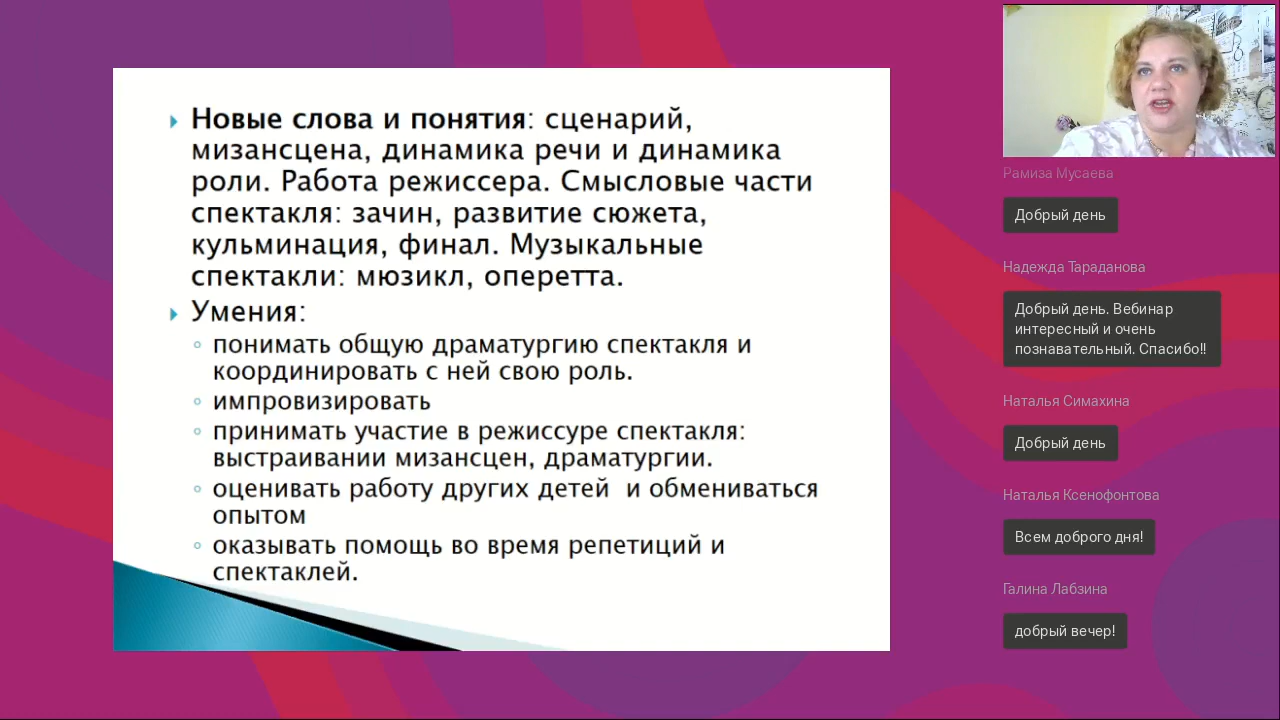 Новые слова и понятия: сценарий,
мизансцена, динамика речи и динамика
роли. Работа режиссера. Смысловые части
спектакля: зачин, развитие сюжета,
кульминация, финал. Музыкальные
спектакли: мюзикл, оперетта.
Умения:
понимать общую драматургию спектакля и
координировать с ней свою роль.
импровизировать
принимать участие в режиссуре спектакля:
выстраивании мизансцен, драматургии.
оценивать работу других детей и обмениваться
опытом
оказывать помощь во время репетиций и
спектаклей.
Рамиза Мусаева
Добрый день
Надежда Тараданова
Добрый день. Вебинар
интересный и очень
познавательный. Спасибо!!
Наталья Симахина
Добрый день
Наталья Ксенофонтова
Всем доброго дня!
Галина Лабзина
добрый вечер!